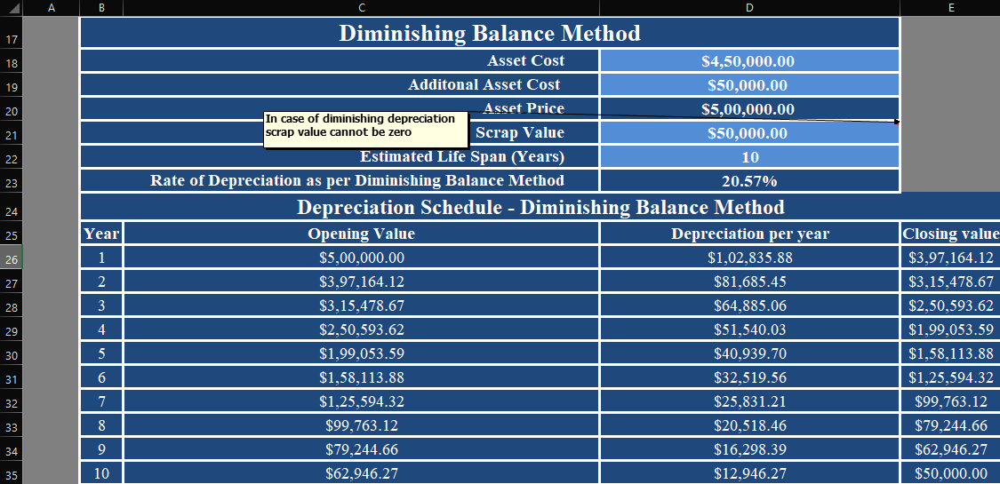 A B C D E
17 Diminishing Balance Method
18 Asset Cost $4,50,000.00
19 Additonal Asset Cost $50,000.00
20 Asset Price $5,00,000.00
In case of diminishing depreciation
scrap value cannot be zero
21 Scrap Value $50,000.00
22 Estimated Life Span (Years) 10
23 Rate of Depreciation as per Diminishing Balance Method 20.57%
24 Depreciation Schedule - Diminishing Balance Method
25 Year Opening Value Depreciation per year Closing value
26 1 $5,00,000.00 $1,02,835.88 $3,97,164.12
27 2 $3,97,164.12 $81,685.45 $3,15,478.67
28 3 $3,15,478.67 $64,885.06 $2,50,593.62
29 4 $2,50,593.62 $51,540.03 $1,99,053.59
30 5 $1,99,053.59 $40,939.70 $1,58,113.88
31 6 $1,58,113.88 $32,519.56 $1,25,594.32
32 7 $1,25,594.32 $25,831.21 $99,763.12
33 8 $99,763.12 $20,518.46 $79,244.66
34 9 $79,244.66 $16,298.39 $62,946.27
35 10 $62,946.27 $12,946.27 $50,000.00